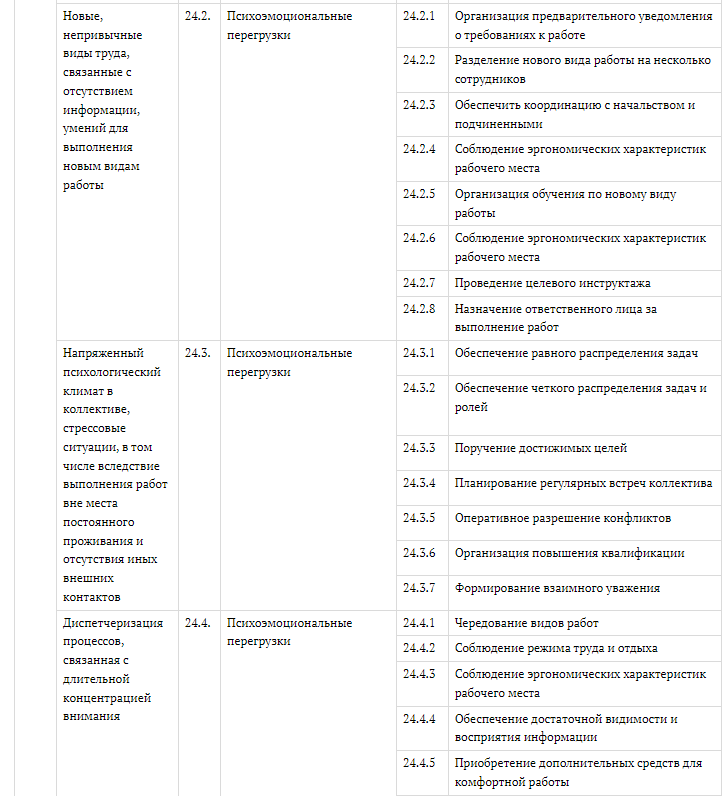 Новые,
непривычные
виды труда,
связанные с
отсутствием
информации,
умений для
выполнения
новым видам
работы
24.2.
Психоэмоциональные
перегрузки
24.2.1
Организация предварительного уведомления
о требованиях к работе
24.2.2
Разделение нового вида работы на несколько
сотрудников
24.2.3
Обеспечить координацию с начальством и
подчиненными
24.2.4
Соблюдение эргономических характеристик
рабочего места
24.2.5
Организация обучения по новому виду
работы
24.2.6
Соблюдение эргономических характеристик
рабочего места
24.2.7
Проведение целевого инструктажа
24.2.8
Назначение ответственного лица за
выполнение работ
Напряженный
психологический
климат в
коллективе,
стрессовые
ситуации, в том
числе вследствие
выполнения работ
вне места
постоянного
проживания и
отсутствия иных
внешних
контактов
24.3.
Психоэмоциональные
перегрузки
24.3.1
Обеспечение равного распределения задач
24.3.2
Обеспечение четкого распределения задач и
ролей
24.3.3
Поручение достижимых целей
24.3.4
Планирование регулярных встреч коллектива
24.3.5
Оперативное разрешение конфликтов
24.3.6
Организация повышения квалификации
24.3.7
Формирование взаимного уважения
Диспетчеризация
процессов,
связанная с
длительной
концентрацией
внимания
24.4.
Психоэмоциональные
перегрузки
24.4.1
Чередование видов работ
24.4.2
Соблюдение режима труда и отдыха
24.4.3
Соблюдение эргономических характеристик
рабочего места
24.4.4
Обеспечение достаточной видимости и
восприятия информации
24.4.5
Приобретение дополнительных средств для
комфортной работы